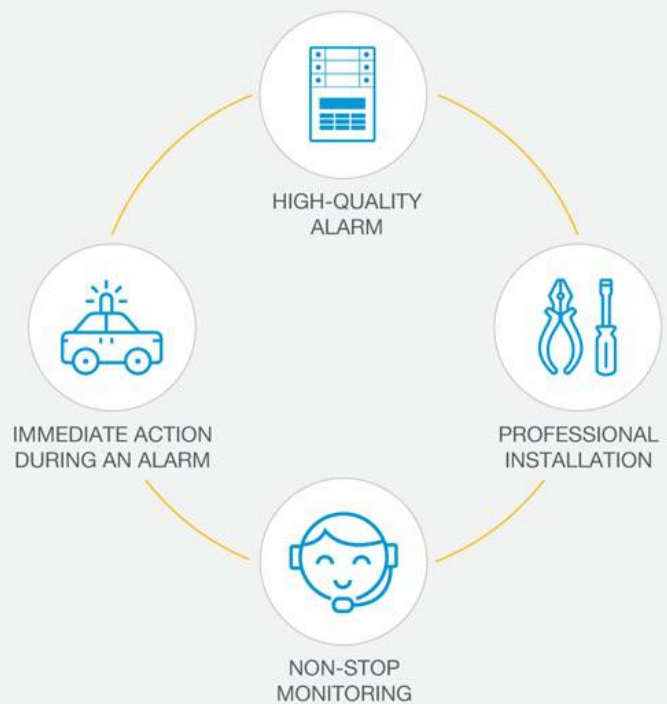 HIGH-QUALITY
ALARM
IMMEDIATE ACTION
DURING AN ALARM
PROFESSIONAL
INSTALLATION
NON-STOP
MONITORING